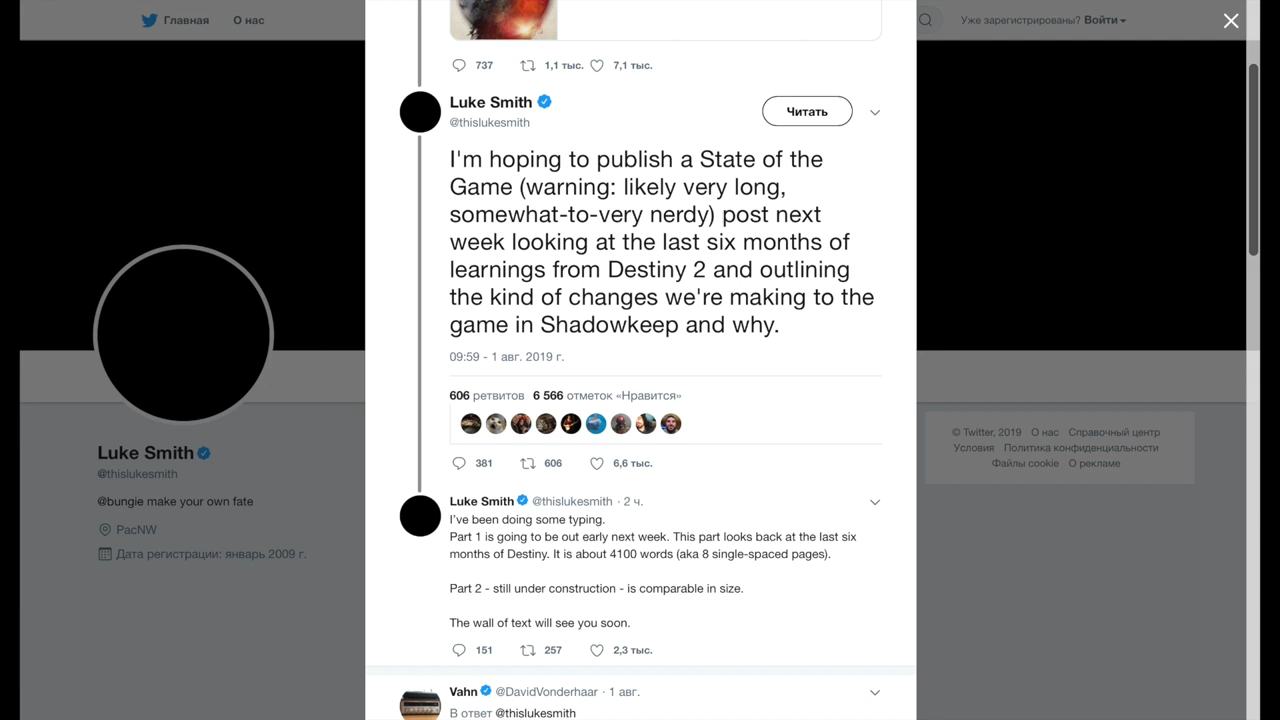 Главная О нас
Уже зарегистрированы? Войти
737 1,1 тыс. 7,1 тыс.
Luke Smith
@thislukesmith
Читать
I'm hoping to publish a State of the
Game (warning: likely very long,
somewhat-to-very nerdy) post next
week looking at the last six months of
learnings from Destiny 2 and outlining
the kind of changes we're making to the
game in Shadowkeep and why.
09:59 - 1 авг. 2019 г.
606 ретвитов 6 566 отметок «Нравится»
381 606 6,6 тыс.
Luke Smith @thislukesmith · 2 ч.
I've been doing some typing.
Part 1 is going to be out early next week. This part looks back at the last six
months of Destiny. It is about 4100 words (aka 8 single-spaced pages).
Part 2 - still under construction - is comparable in size.
The wall of text will see you soon.
151 257 2,3 тыс.
Vahn @DavidVonderhaar · 1 авг.
В ответ @thislukesmith
Luke Smith
@thislukesmith
@bungie make your own fate
PacNW
Дата регистрации: январь 2009 г.
© Twitter, 2019 О нас Справочный центр
Условия Политика конфиденциальности
Файлы cookie О рекламе